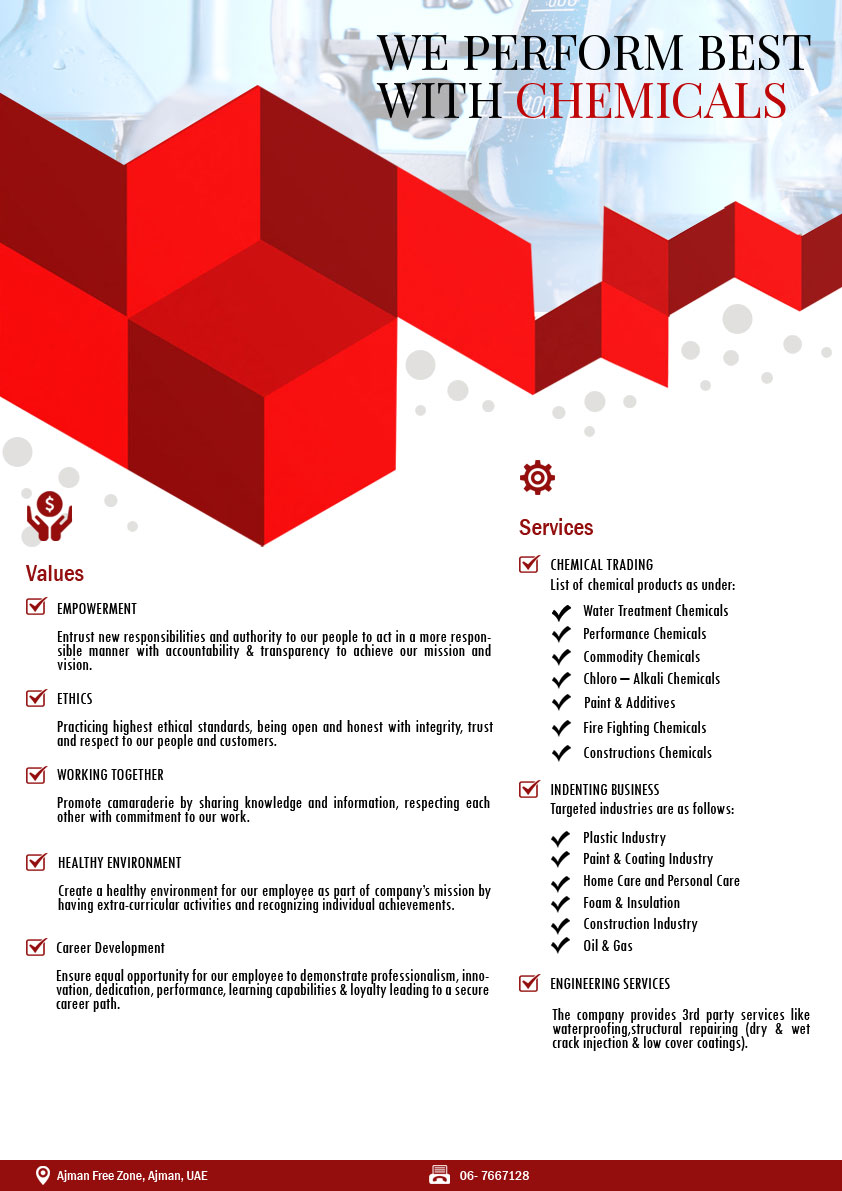 WE PERFORM BEST
WITH CHEMICALS
400
$
Values
EMPOWERMENT
Entrust new responsibilities and authority to our people to act in a more respon-
sible manner with accountability & transparency to achieve our mission and
vision.
ETHICS
Practicing highest ethical standards, being open and honest with integrity, trust
and respect to our people and customers.
WORKING TOGETHER
Promote camaraderie by sharing knowledge and information, respecting each
other with commitment to our work.
HEALTHY ENVIRONMENT
Create a healthy environment for our employee as part of company's mission by
having extra-curricular activities and recognizing individual achievements.
Career Development
Ensure equal opportunity for our employee to demonstrate professionalism, inno-
vation, dedication, performance, learning capabilities & loyalty leading to a secure
career path.
Services
CHEMICAL TRADING
List of chemical products as under:
Water Treatment Chemicals
Performance Chemicals
Commodity Chemicals
Chloro – Alkali Chemicals
Paint & Additives
Fire Fighting Chemicals
Constructions Chemicals
INDENTING BUSINESS
Targeted industries are as follows:
Plastic Industry
Paint & Coating Industry
Home Care and Personal Care
Foam & Insulation
Construction Industry
Oil & Gas
ENGINEERING SERVICES
The company provides 3rd party services like
waterproofing,structural repairing (dry & wet
crack injection & low cover coatings).
Ajman Free Zone, Ajman, UAE
06- 7667128